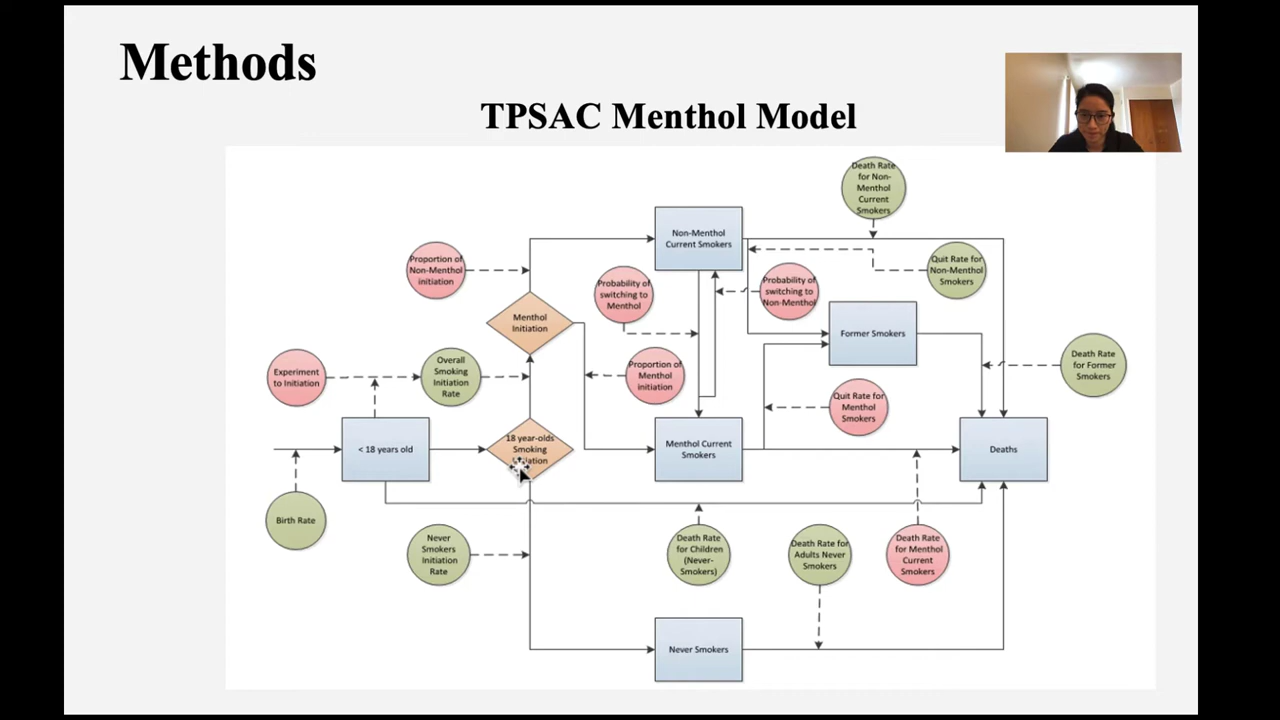 Methods
TPSAC Menthol Model
Death Rate
for Non-
Menthol
Current
Smokers
Non-Menthol
Current Smokers
Proportion of
Non-Menthol
initiation
Quit Rate for
Non-Menthol
Smokers
Probability of
switching to
Menthol
Probability of
switching to
Non-Menthol
Menthol
Initiation
Former Smokers
Experiment
to Initiation
Overall
Smoking
Initiation
Rate
Proportion of
Menthol
initiation
Death Rate
for Former
Smokers
Quit Rate for
Menthol
Smokers
< 18 years old
18 year-olds
Smoking
Menthol Current
Smokers
Deaths
Birth Rate
Never
Smokers
Initiation
Rate
Death Rate
for Children
(Never-
Smokers)
Death Rate for
Adults Never
Smokers
Death Rate
for Menthol
Current
Smokers
Never Smokers